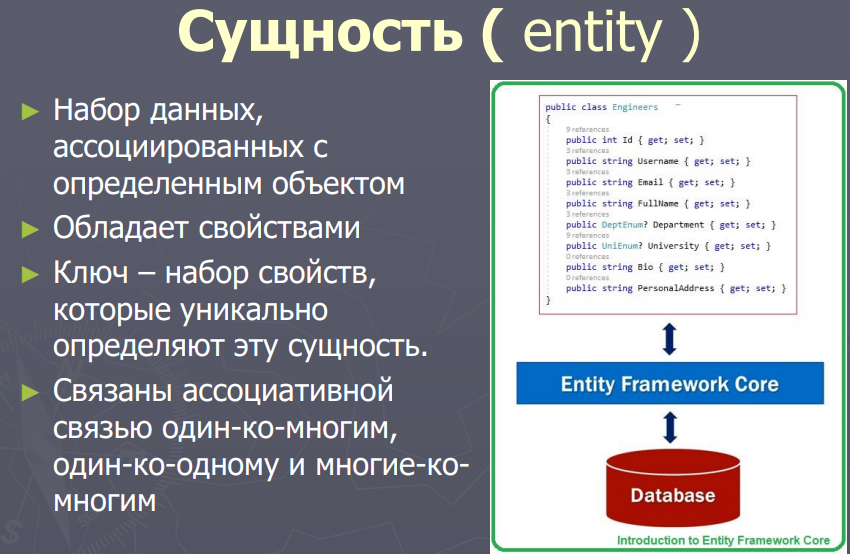 Сущность ( entity )
► Набор данных,
ассоциированных с
определенным объектом
► Обладает свойствами
► Ключ – набор свойств,
которые уникально
определяют эту сущность.
► Связаны ассоциативной
связью один-ко-многим,
один-ко-одному и многие-ко-
многим
public class Engineers
{
9 references
public int Id { get; set; }
3 references
public string Username { get; set; }
3 references
public string Email { get; set; }
3 references
public string FullName { get; set; }
3 references
public DeptEnum? Department { get; set; }
9 references
public UniEnum? University { get; set; }
0 references
public string Bio { get; set; }
0 references
public string PersonalAddress { get; set; }
}
Entity Framework Core
Database
Introduction to Entity Framework Core